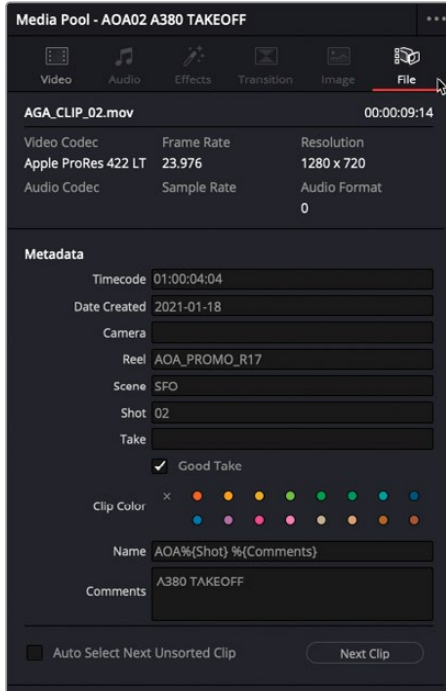 Media Pool - AOA02 A380 TAKEOFF
Video Audio Effects Transition Image File
AGA_CLIP_02.mov 00:00:09:14
Video Codec Frame Rate Resolution
Apple ProRes 422 LT 23.976 1280 x 720
Audio Codec Sample Rate Audio Format
0
Metadata
Timecode 01:00:04:04
Date Created 2021-01-18
Camera
Reel AOA_PROMO_R17
Scene SFO
Shot 02
Take
Good Take
Clip Color
Name AOA%{Shot} %{Comments}
Comments A380 TAKEOFF
Auto Select Next Unsorted Clip Next Clip